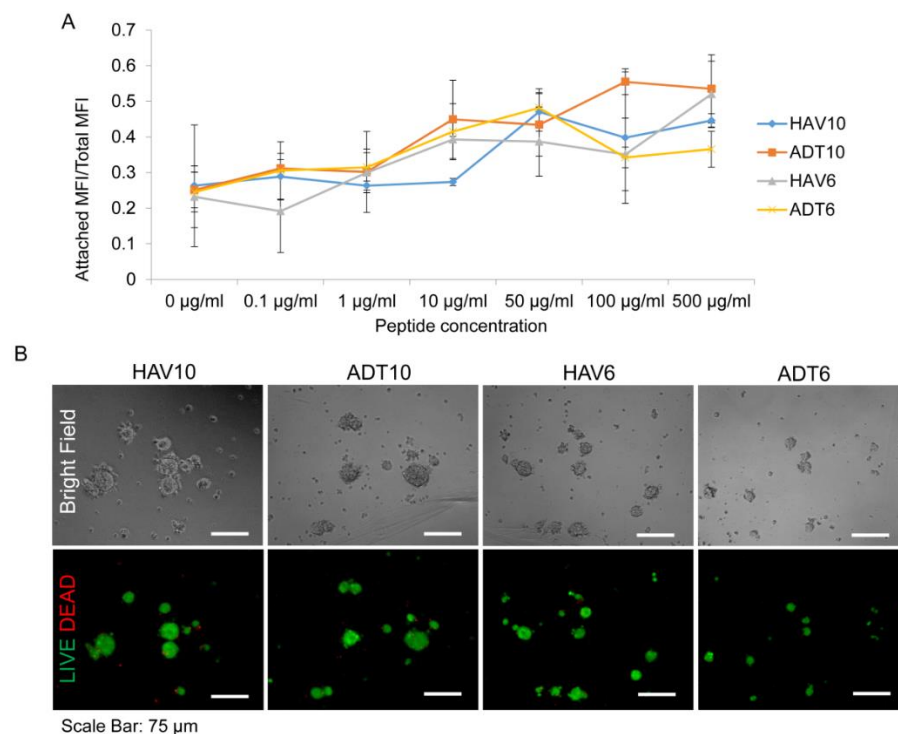 A
0.7
0.6
0.5
0.4
0.3
0.2
0.1
0
Attached MFI/Total MFI
0 µg/ml 0.1 µg/ml 1 µg/ml 10 µg/ml 50 µg/ml 100 µg/ml 500 µg/ml
Peptide concentration
HAV10
ADT10
HAV6
ADT6
B
HAV10 ADT10 HAV6 ADT6
Bright Field
LIVE DEAD
Scale Bar: 75 µm